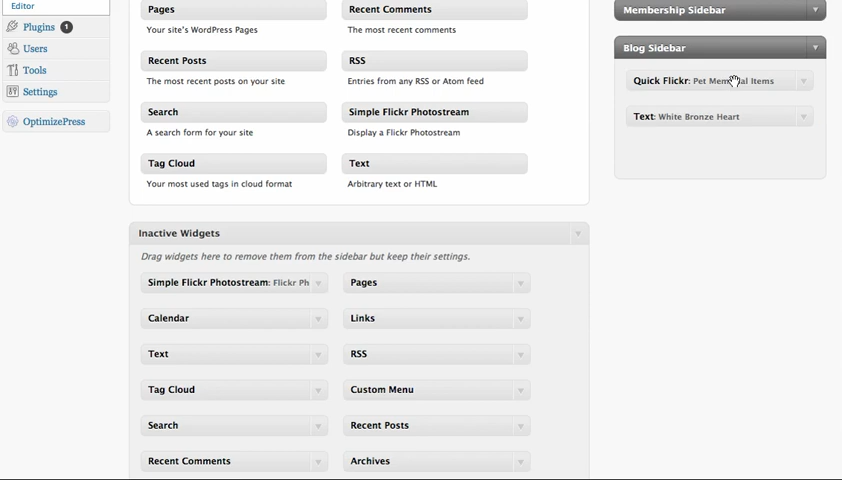 Editor
Plugins 1
Users
Tools
Settings
OptimizePress
Pages
Your site's WordPress Pages
Recent Comments
The most recent comments
Recent Posts
The most recent posts on your site
RSS
Entries from any RSS or Atom feed
Search
A search form for your site
Simple Flickr Photostream
Display a Flickr Photostream
Tag Cloud
Your most used tags in cloud format
Text
Arbitrary text or HTML
Inactive Widgets
Drag widgets here to remove them from the sidebar but keep their settings.
Simple Flickr Photostream: Flickr Ph
Pages
Calendar
Links
Text
RSS
Tag Cloud
Custom Menu
Search
Recent Posts
Recent Comments
Archives
Membership Sidebar
Blog Sidebar
Quick Flickr: Pet Memorial Items
Text: White Bronze Heart